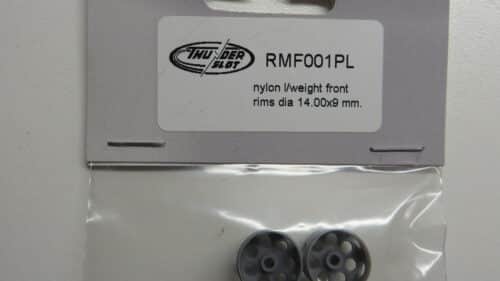 THUNDER
SLOT
RMF001PL
nylon l/weight front
rims dia 14.00x9 mm.